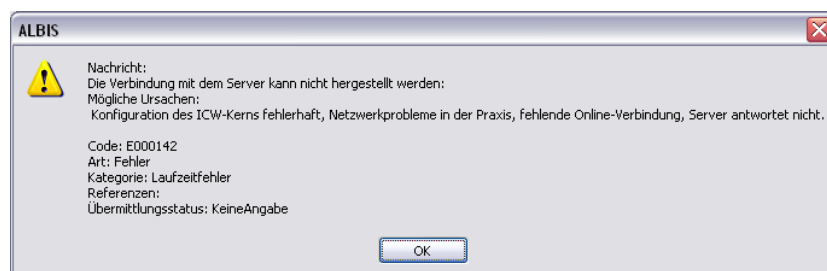 ALBIS
Nachricht:
Die Verbindung mit dem Server kann nicht hergestellt werden:
Mögliche Ursachen:
Konfiguration des ICW-Kerns fehlerhaft, Netzwerkprobleme in der Praxis, fehlende Online-Verbindung, Server antwortet nicht.
Code: E000142
Art: Fehler
Kategorie: Laufzeitfehler
Referenzen:
Übermittlungsstatus: KeineAngabe
OK